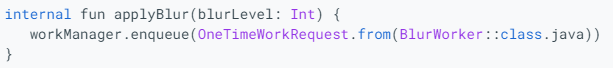 internal fun applyBlur(blurLevel: Int) {
   workManager.enqueue(OneTimeWorkRequest.from(BlurWorker::class.java))
}